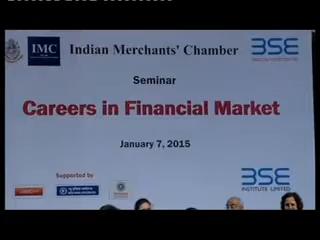 IMC
Indian Merchants' Chamber
BSE
Seminar
Careers in Financial Market
January 7, 2015
Supported by
BSE
INSTITUTE LIMITED